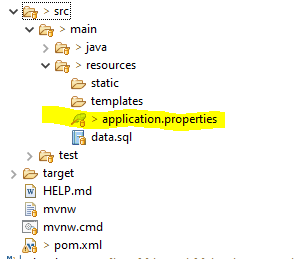 > src
> main
> java
> resources
static
templates
> application.properties
data.sql
> test
target
HELP.md
mvnw
mvnw.cmd
> pom.xml